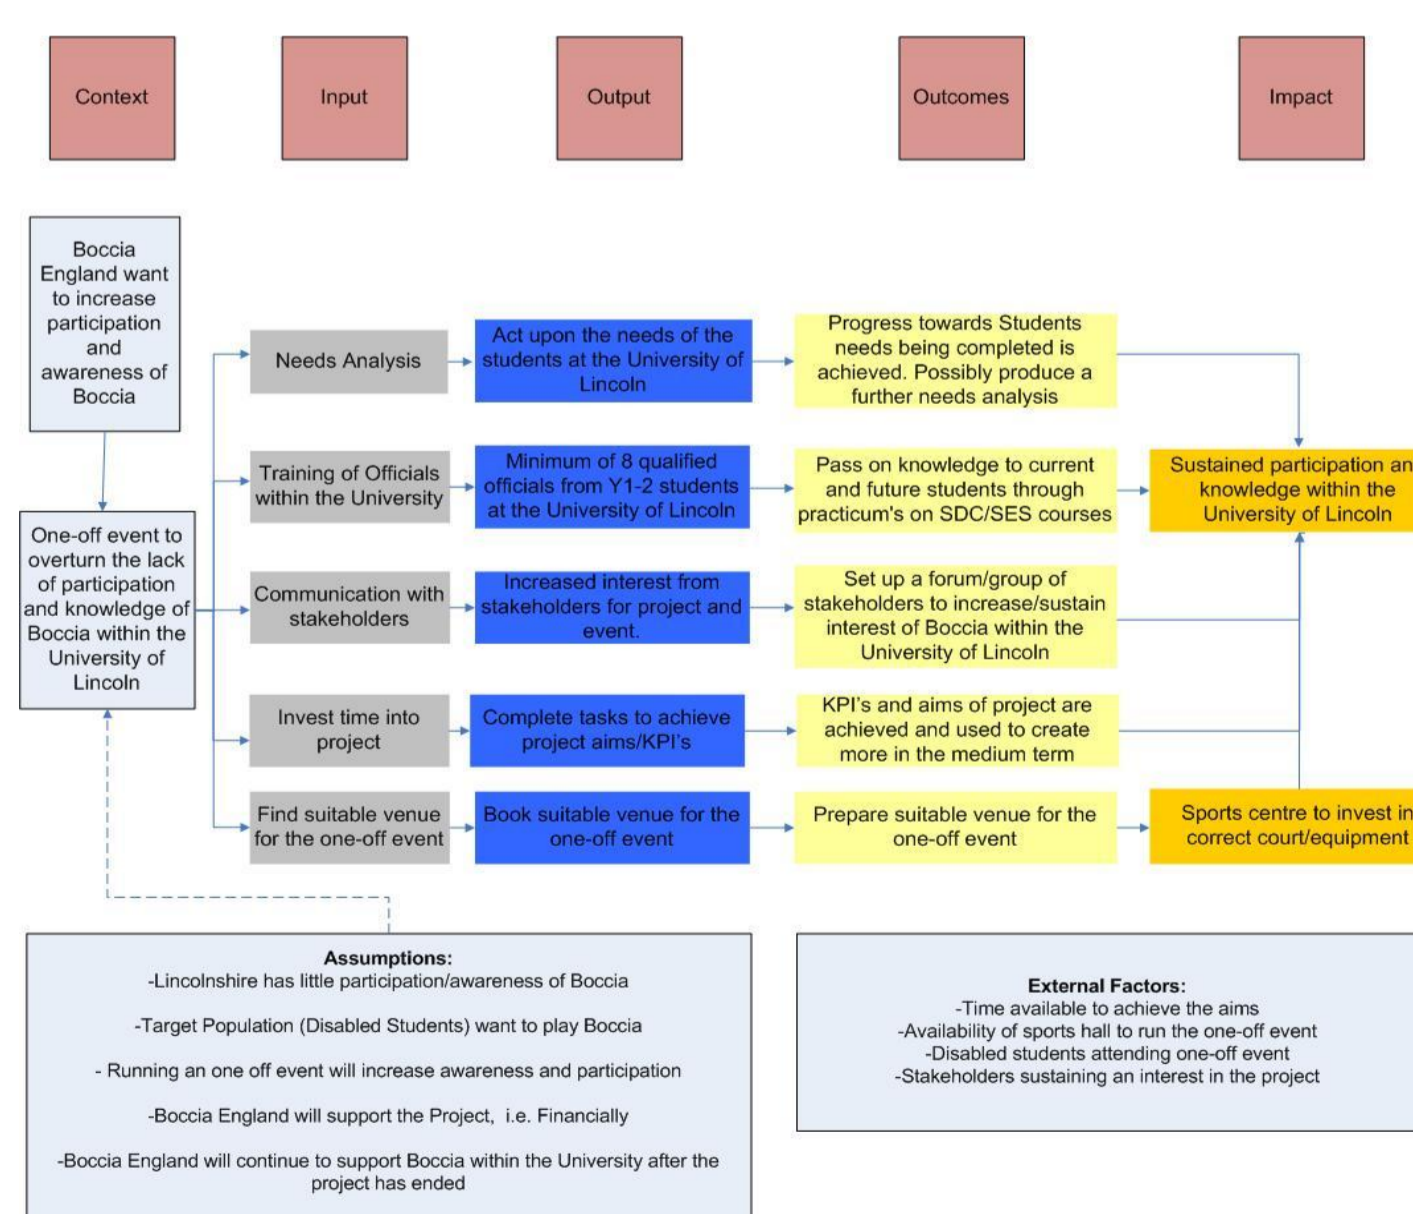 Context
Input
Output
Outcomes
Impact
Boccia
England want
to increase
participation
and
awareness of
Boccia
One-off event to
overturn the lack
of participation
and knowledge of
Boccia within the
University of
Lincoln
Needs Analysis
Act upon the needs of the
students at the University of
Lincoln
Progress towards Students
needs being completed is
achieved. Possibly produce a
further needs analysis
Training of Officials
within the University
Minimum of 8 qualified
officials from Y1-2 students
at the University of Lincoln
Pass on knowledge to current
and future students through
practicum's on SDC/SES courses
Sustained participation an
knowledge within the
University of Lincoln
Communication with
stakeholders
Increased interest from
stakeholders for project and
event.
Set up a forum/group of
stakeholders to increase/sustain
interest of Boccia within the
University of Lincoln
Invest time into
project
Complete tasks to achieve
project aims/KPI's
KPI's and aims of project are
achieved and used to create
more in the medium term
Find suitable venue
for the one-off event
Book suitable venue for the
one-off event
Prepare suitable venue for the
one-off event
Sports centre to invest in
correct court/equipment
Assumptions:
-Lincolnshire has little participation/awareness of Boccia
-Target Population (Disabled Students) want to play Boccia
- Running an one off event will increase awareness and participation
-Boccia England will support the Project, i.e. Financially
-Boccia England will continue to support Boccia within the University after the
project has ended
External Factors:
-Time available to achieve the aims
-Availability of sports hall to run the one-off event
-Disabled students attending one-off event
-Stakeholders sustaining an interest in the project